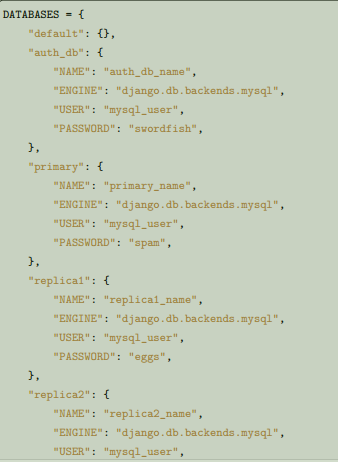 DATABASES = {
    "default": {},
    "auth_db": {
        "NAME": "auth_db_name",
        "ENGINE": "django.db.backends.mysql",
        "USER": "mysql_user",
        "PASSWORD": "swordfish",
    },
    "primary": {
        "NAME": "primary_name",
        "ENGINE": "django.db.backends.mysql",
        "USER": "mysql_user",
        "PASSWORD": "spam",
    },
    "replica1": {
        "NAME": "replica1_name",
        "ENGINE": "django.db.backends.mysql",
        "USER": "mysql_user",
        "PASSWORD": "eggs",
    },
    "replica2": {
        "NAME": "replica2_name",
        "ENGINE": "django.db.backends.mysql",
        "USER": "mysql_user",